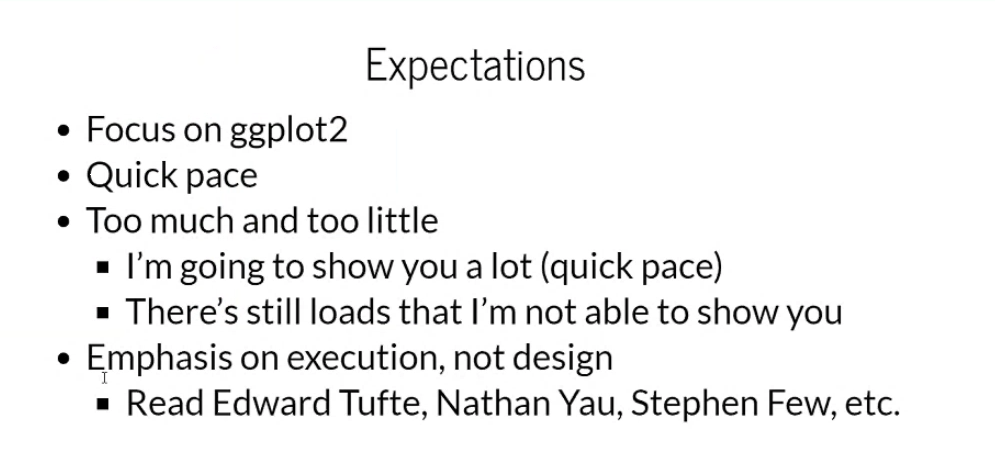 Expectations
• Focus on ggplot2
• Quick pace
• Too much and too little
▪ I'm going to show you a lot (quick pace)
▪ There's still loads that I'm not able to show you
• Emphasis on execution, not design
▪ Read Edward Tufte, Nathan Yau, Stephen Few, etc.